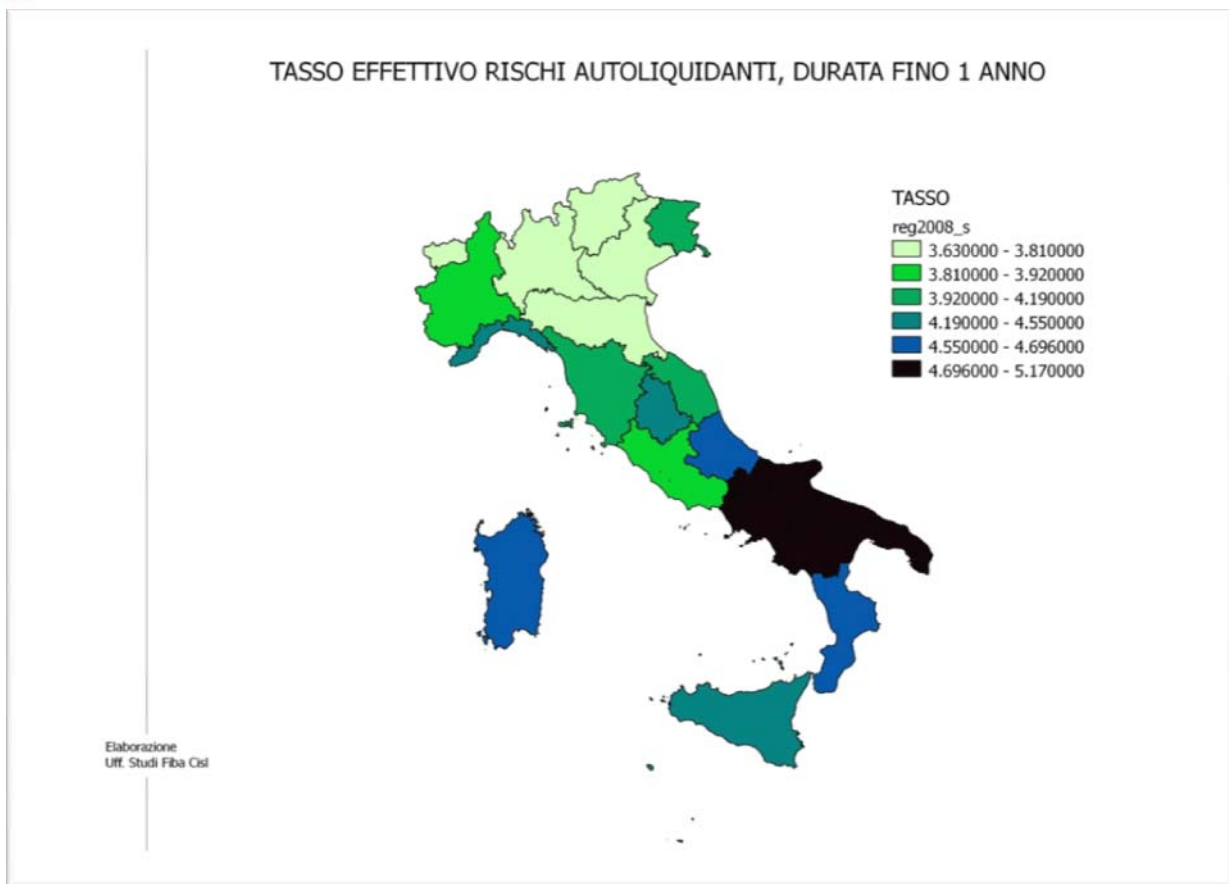 TASSO EFFETTIVO RISCHI AUTOLIQUIDANTI, DURATA FINO 1 ANNO
TASSO
reg2008_s
3.630000 - 3.810000
3.810000 - 3.920000
3.920000 - 4.190000
4.190000 - 4.550000
4.550000 - 4.696000
4.696000 - 5.170000
Elaborazione
Uff. Studi Fiba Cisl